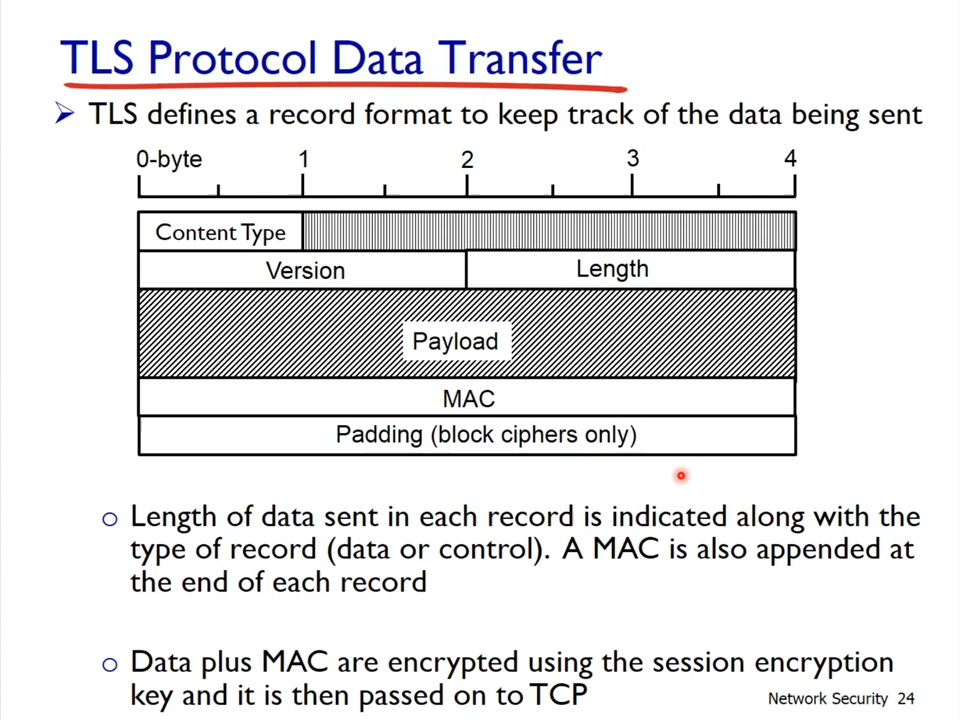 TLS Protocol Data Transfer
TLS defines a record format to keep track of the data being sent
0-byte 1 2 3 4
Content Type
Version Length
Payload
MAC
Padding (block ciphers only)
Length of data sent in each record is indicated along with the
type of record (data or control). A MAC is also appended at
the end of each record
Data plus MAC are encrypted using the session encryption
key and it is then passed on to TCP
Network Security 24